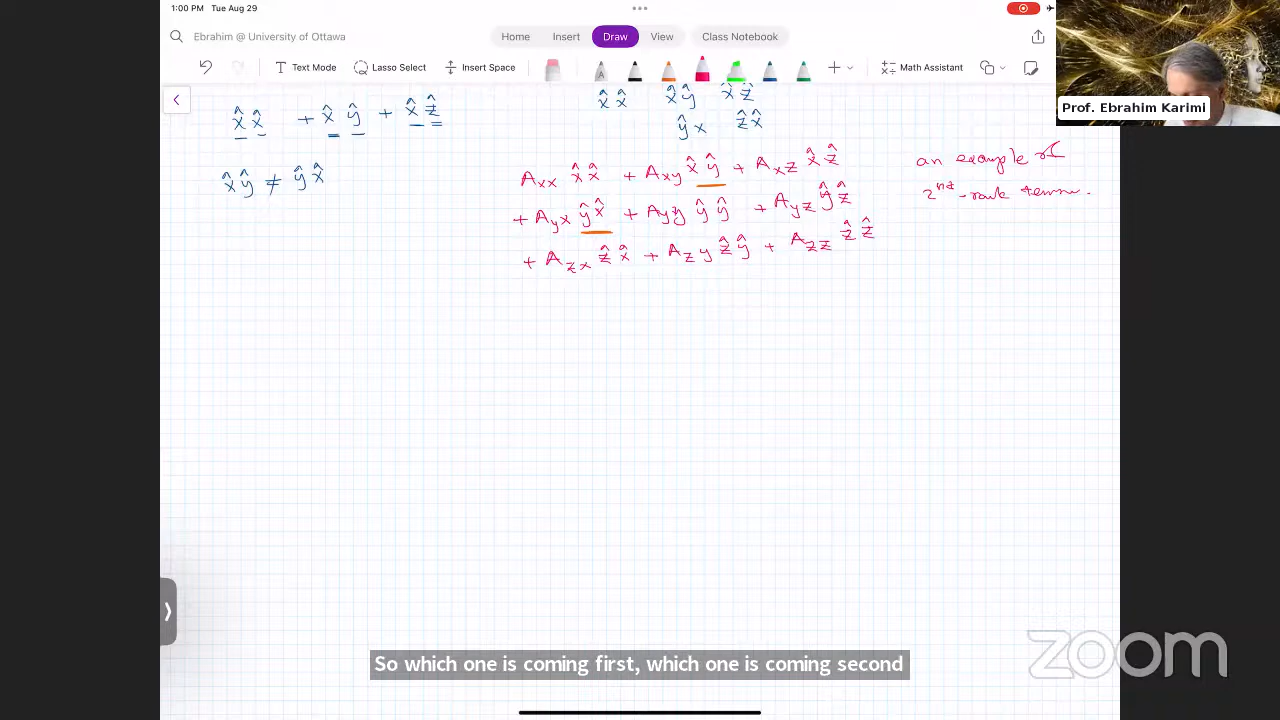 1:00 PM Tue Aug 29
Ebrahim @ University of Ottawa
Home Insert Draw View Class Notebook
Text Mode Lasso Select Insert Space Math Assistant
Prof. Ebrahim Karimi
x̂ x̂ + x̂ ŷ + x̂ ẑ
x̂ŷ ≠ ŷx̂
x̂ x̂ x̂ŷ x̂ẑ
ŷx ẑx̂
Axx x̂x̂ + Axy x̂ŷ + Axz x̂ẑ
+ Ayx ŷx̂ + Ayy ŷŷ + Ayz ŷẑ
+ Azx ẑx̂ + Azy ẑŷ + Azz ẑẑ
an example of
2nd-rank tensor.
So which one is coming first, which one is coming second
zoom